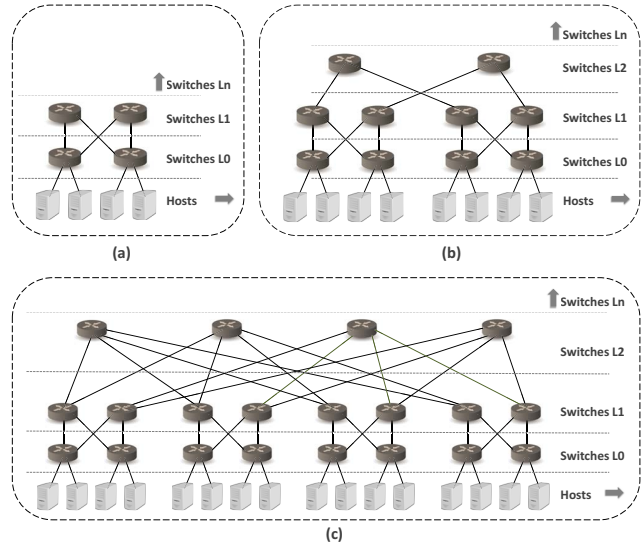 Switches Ln
Switches L1
Switches L0
Hosts
(a)
Switches Ln
Switches L2
Switches L1
Switches L0
Hosts
(b)
Switches Ln
Switches L2
Switches L1
Switches L0
Hosts
(c)